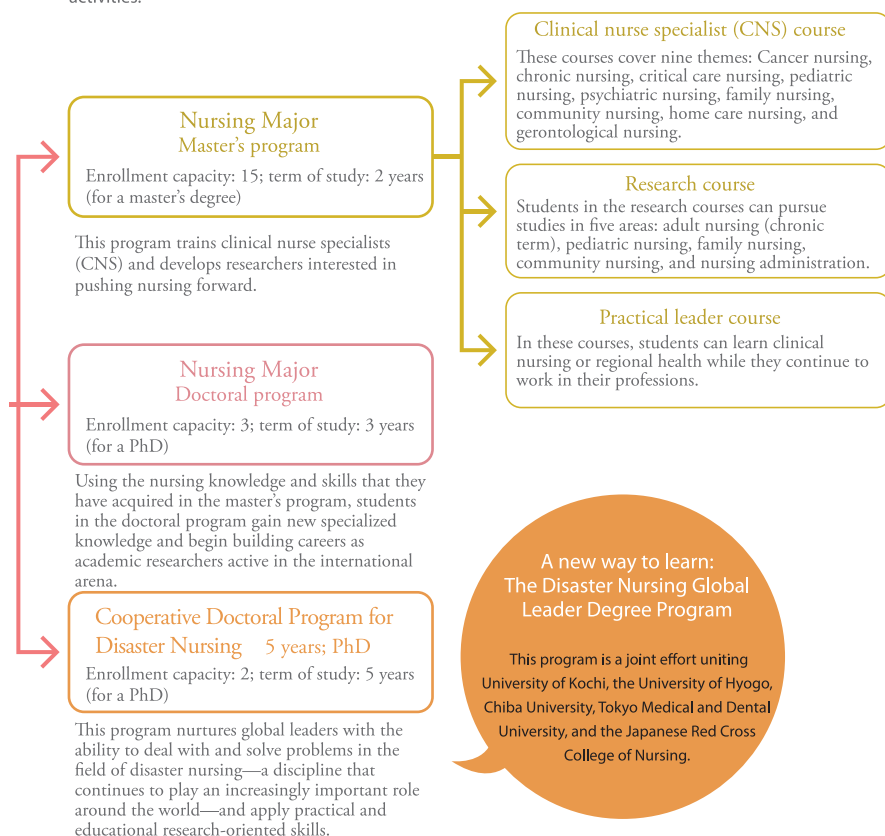 activities.
Nursing Major
Master's program
Enrollment capacity: 15; term of study: 2 years
(for a master's degree)
This program trains clinical nurse specialists
(CNS) and develops researchers interested in
pushing nursing forward.
Clinical nurse specialist (CNS) course
These courses cover nine themes: Cancer nursing,
chronic nursing, critical care nursing, pediatric
nursing, psychiatric nursing, family nursing,
community nursing, home care nursing, and
gerontological nursing.
Research course
Students in the research courses can pursue
studies in five areas: adult nursing (chronic
term), pediatric nursing, family nursing,
community nursing, and nursing administration.
Practical leader course
In these courses, students can learn clinical
nursing or regional health while they continue to
work in their professions.
Nursing Major
Doctoral program
Enrollment capacity: 3; term of study: 3 years
(for a PhD)
Using the nursing knowledge and skills that they
have acquired in the master's program, students
in the doctoral program gain new specialized
knowledge and begin building careers as
academic researchers active in the international
arena.
Cooperative Doctoral Program for
Disaster Nursing 5 years; PhD
Enrollment capacity: 2; term of study: 5 years
(for a PhD)
This program nurtures global leaders with the
ability to deal with and solve problems in the
field of disaster nursing—a discipline that
continues to play an increasingly important role
around the world—and apply practical and
educational research-oriented skills.
A new way to learn:
The Disaster Nursing Global
Leader Degree Program
This program is a joint effort uniting
University of Kochi, the University of Hyogo,
Chiba University, Tokyo Medical and Dental
University, and the Japanese Red Cross
College of Nursing.